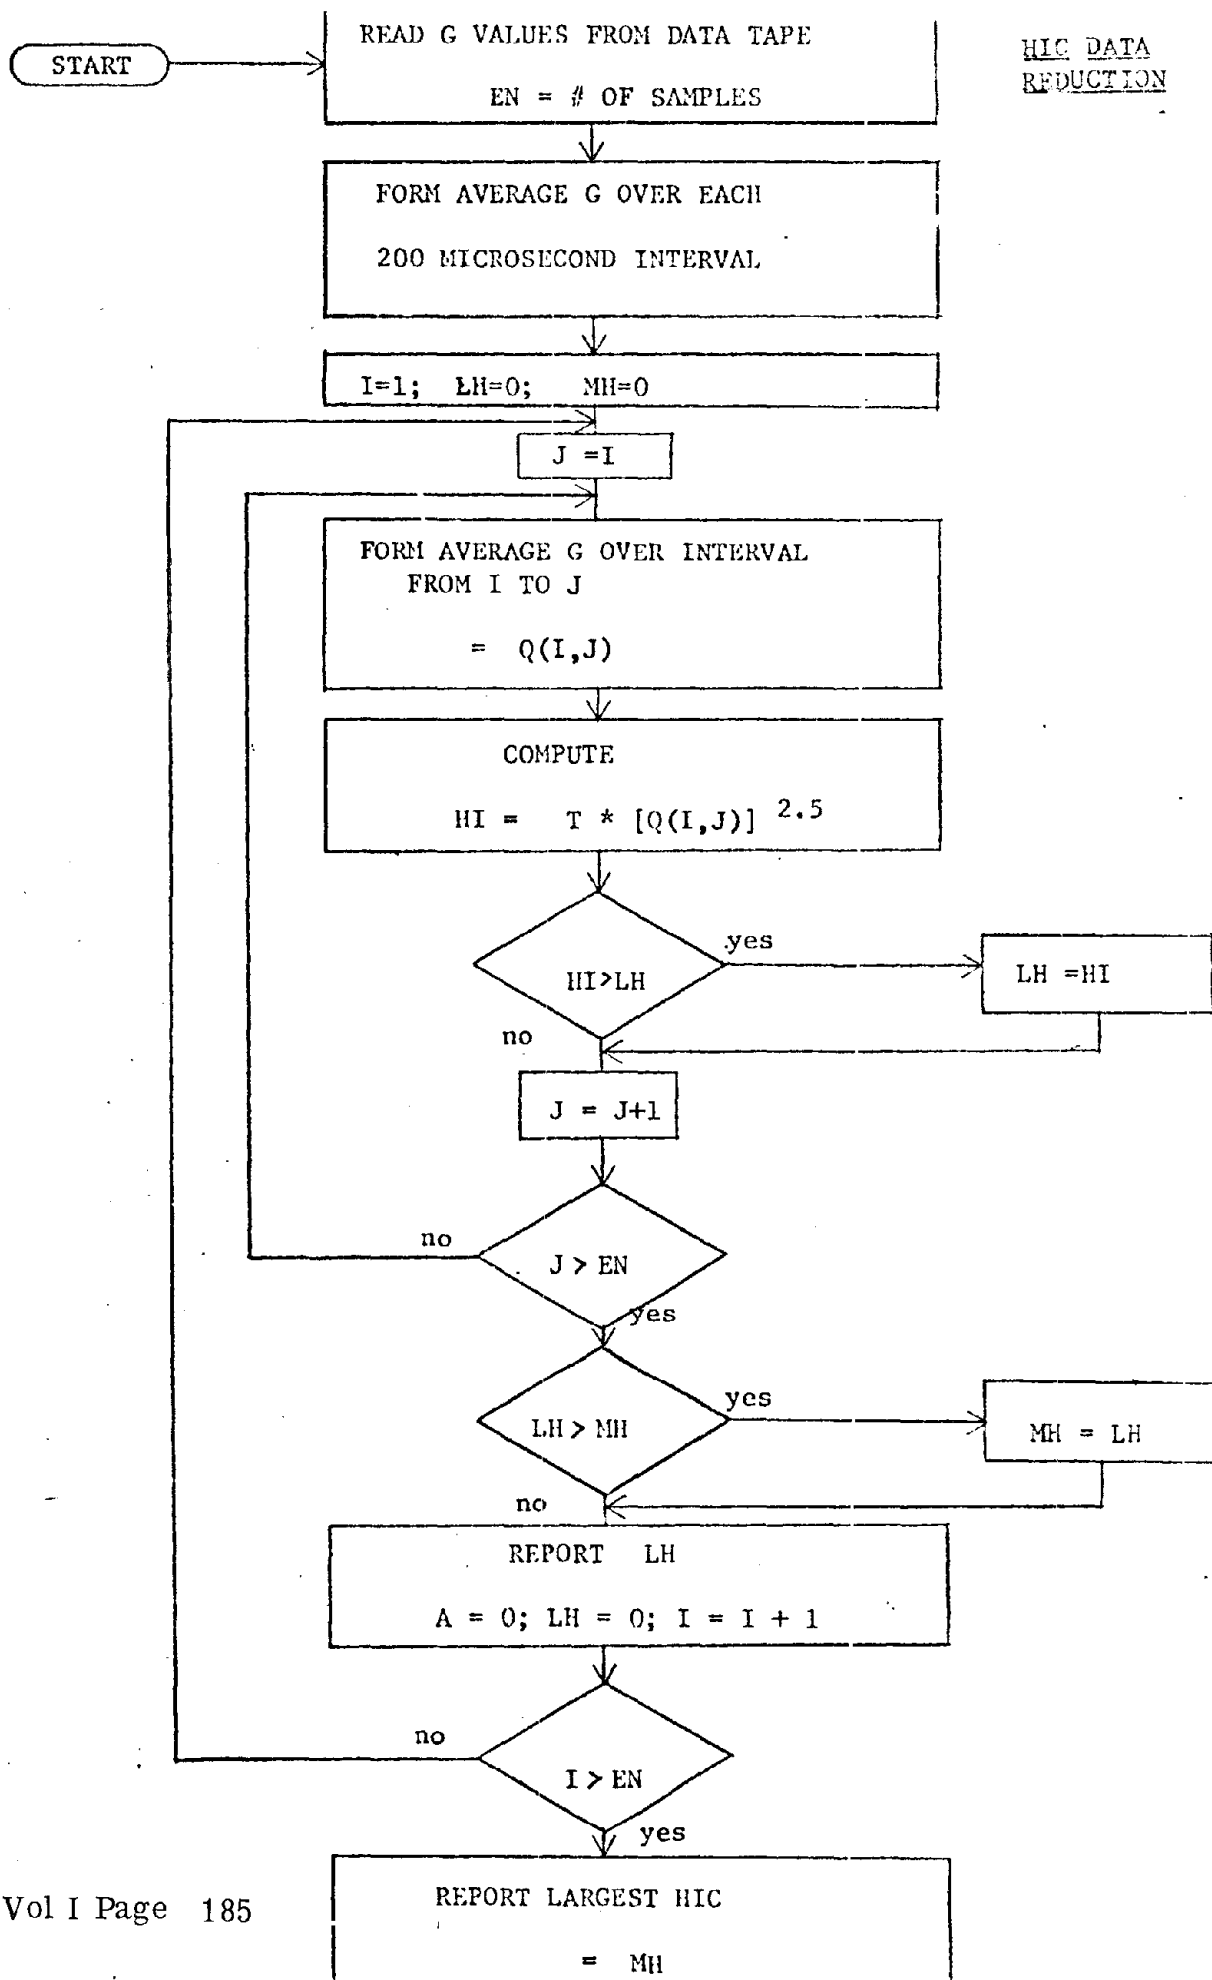 START
READ G VALUES FROM DATA TAPE
EN = # OF SAMPLES
HIC DATA
REDUCTION
FORM AVERAGE G OVER EACH
200 MICROSECOND INTERVAL
I=1; LH=0; MH=0
J =I
FORM AVERAGE G OVER INTERVAL
FROM I TO J
= Q(I,J)
COMPUTE
HI = T * [Q(I,J)] 2.5
HI>LH
yes
LH =HI
no
J = J+1
no
J > EN
yes
LH > MH
yes
MH = LH
no
REPORT LH
A = 0; LH = 0; I = I + 1
no
I > EN
yes
REPORT LARGEST HIC
= MH
Vol I Page 185